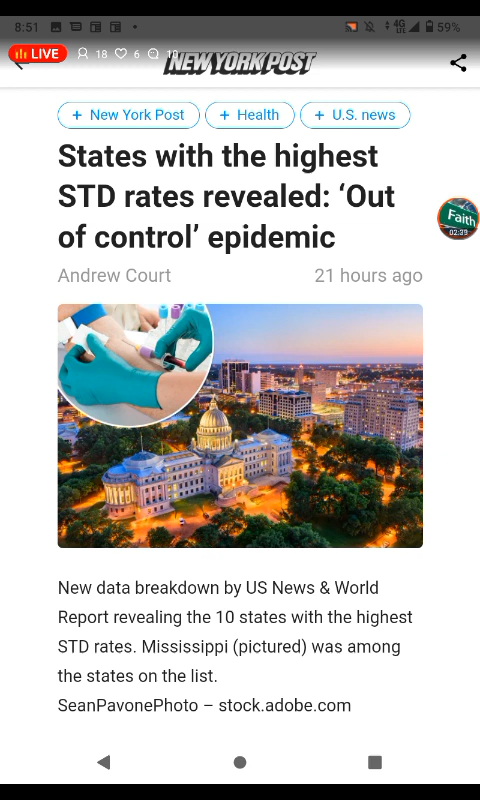 8:51 4G LTE 59%
LIVE 18 6 10
NEW YORK POST
+ New York Post + Health + U.S. news
States with the highest
STD rates revealed: ‘Out
of control’ epidemic
Faith
02:39
Andrew Court 21 hours ago
New data breakdown by US News & World
Report revealing the 10 states with the highest
STD rates. Mississippi (pictured) was among
the states on the list.
SeanPavonePhoto – stock.adobe.com